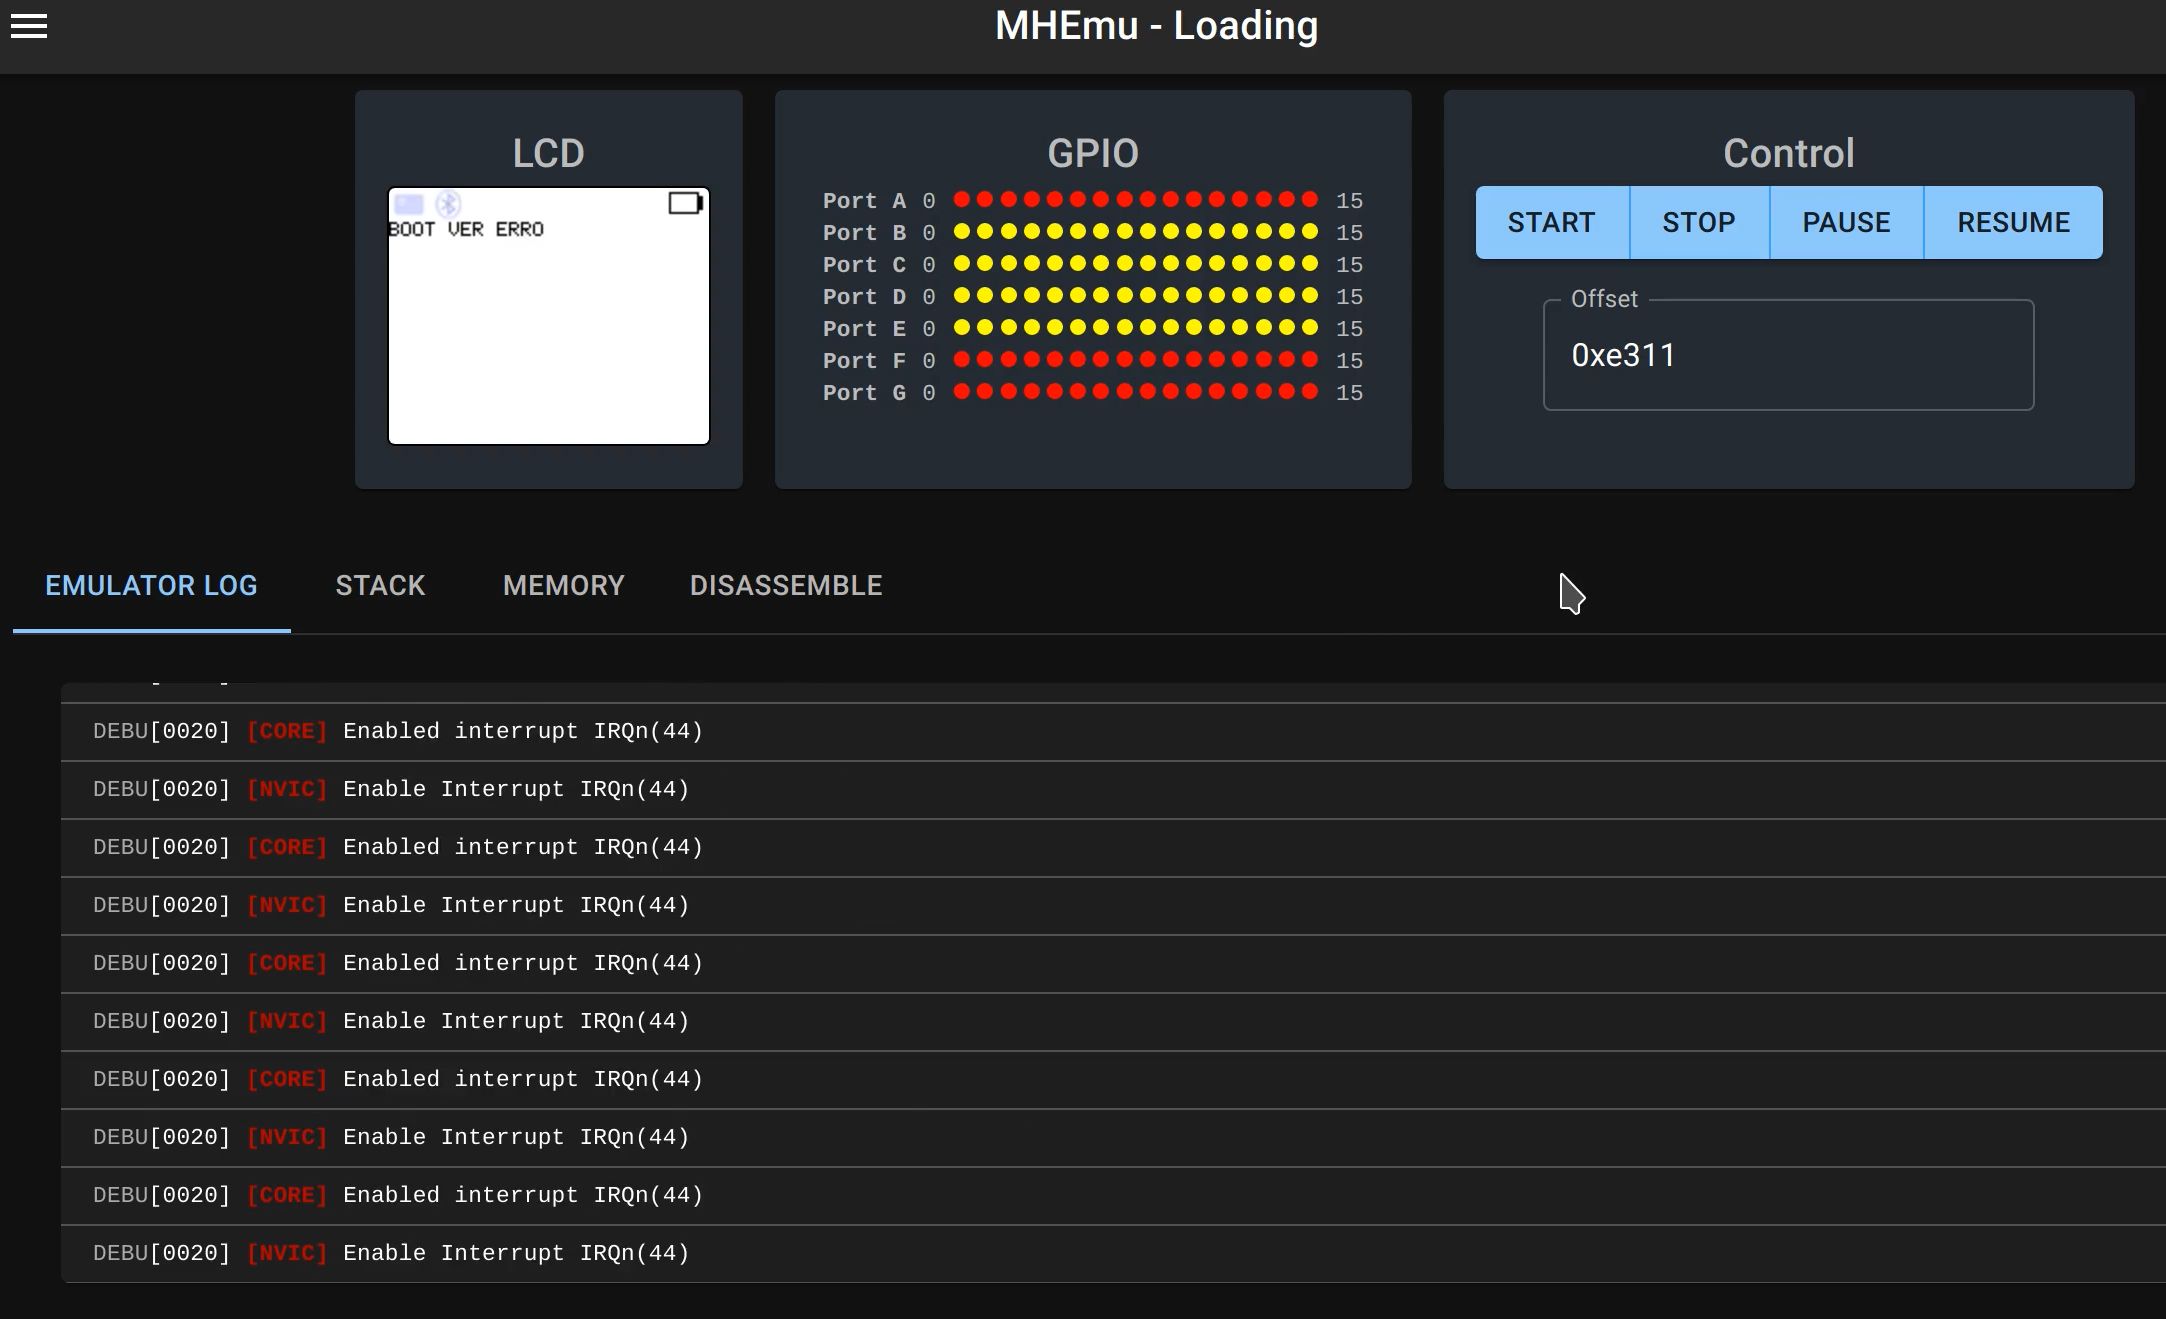 MHEmu - Loading
LCD
BOOT VER ERRO
GPIO
Port A 0 15
Port B 0 15
Port C 0 15
Port D 0 15
Port E 0 15
Port F 0 15
Port G 0 15
Control
START STOP PAUSE RESUME
Offset
0xe311
EMULATOR LOG STACK MEMORY DISASSEMBLE
DEBU[0020] [CORE] Enabled interrupt IRQn(44)
DEBU[0020] [NVIC] Enable Interrupt IRQn(44)
DEBU[0020] [CORE] Enabled interrupt IRQn(44)
DEBU[0020] [NVIC] Enable Interrupt IRQn(44)
DEBU[0020] [CORE] Enabled interrupt IRQn(44)
DEBU[0020] [NVIC] Enable Interrupt IRQn(44)
DEBU[0020] [CORE] Enabled interrupt IRQn(44)
DEBU[0020] [NVIC] Enable Interrupt IRQn(44)
DEBU[0020] [CORE] Enabled interrupt IRQn(44)
DEBU[0020] [NVIC] Enable Interrupt IRQn(44)